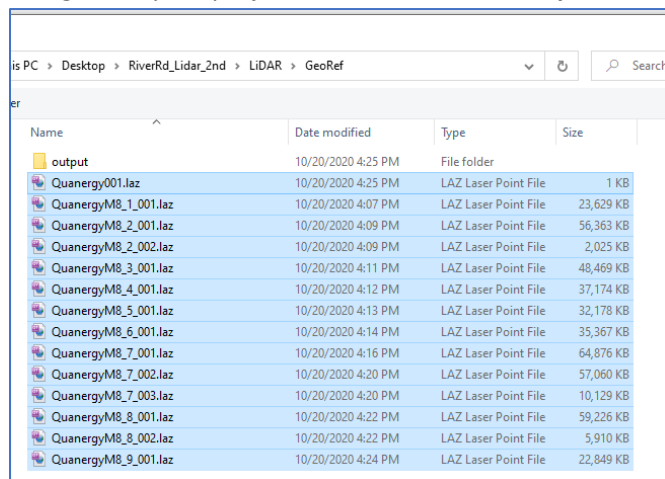 is PC > Desktop > RiverRd_Lidar_2nd > LiDAR > GeoRef Search
er
Name Date modified Type Size
output 10/20/2020 4:25 PM File folder
Quanergy001.laz 10/20/2020 4:25 PM LAZ Laser Point File 1 KB
QuanergyM8_1_001.laz 10/20/2020 4:07 PM LAZ Laser Point File 23,629 KB
QuanergyM8_2_001.laz 10/20/2020 4:09 PM LAZ Laser Point File 56,363 KB
QuanergyM8_2_002.laz 10/20/2020 4:09 PM LAZ Laser Point File 2,025 KB
QuanergyM8_3_001.laz 10/20/2020 4:11 PM LAZ Laser Point File 48,469 KB
QuanergyM8_4_001.laz 10/20/2020 4:12 PM LAZ Laser Point File 37,174 KB
QuanergyM8_5_001.laz 10/20/2020 4:13 PM LAZ Laser Point File 32,178 KB
QuanergyM8_6_001.laz 10/20/2020 4:14 PM LAZ Laser Point File 35,367 KB
QuanergyM8_7_001.laz 10/20/2020 4:16 PM LAZ Laser Point File 64,876 KB
QuanergyM8_7_002.laz 10/20/2020 4:20 PM LAZ Laser Point File 57,060 KB
QuanergyM8_7_003.laz 10/20/2020 4:20 PM LAZ Laser Point File 10,129 KB
QuanergyM8_8_001.laz 10/20/2020 4:22 PM LAZ Laser Point File 59,226 KB
QuanergyM8_8_002.laz 10/20/2020 4:22 PM LAZ Laser Point File 5,910 KB
QuanergyM8_9_001.laz 10/20/2020 4:24 PM LAZ Laser Point File 22,849 KB